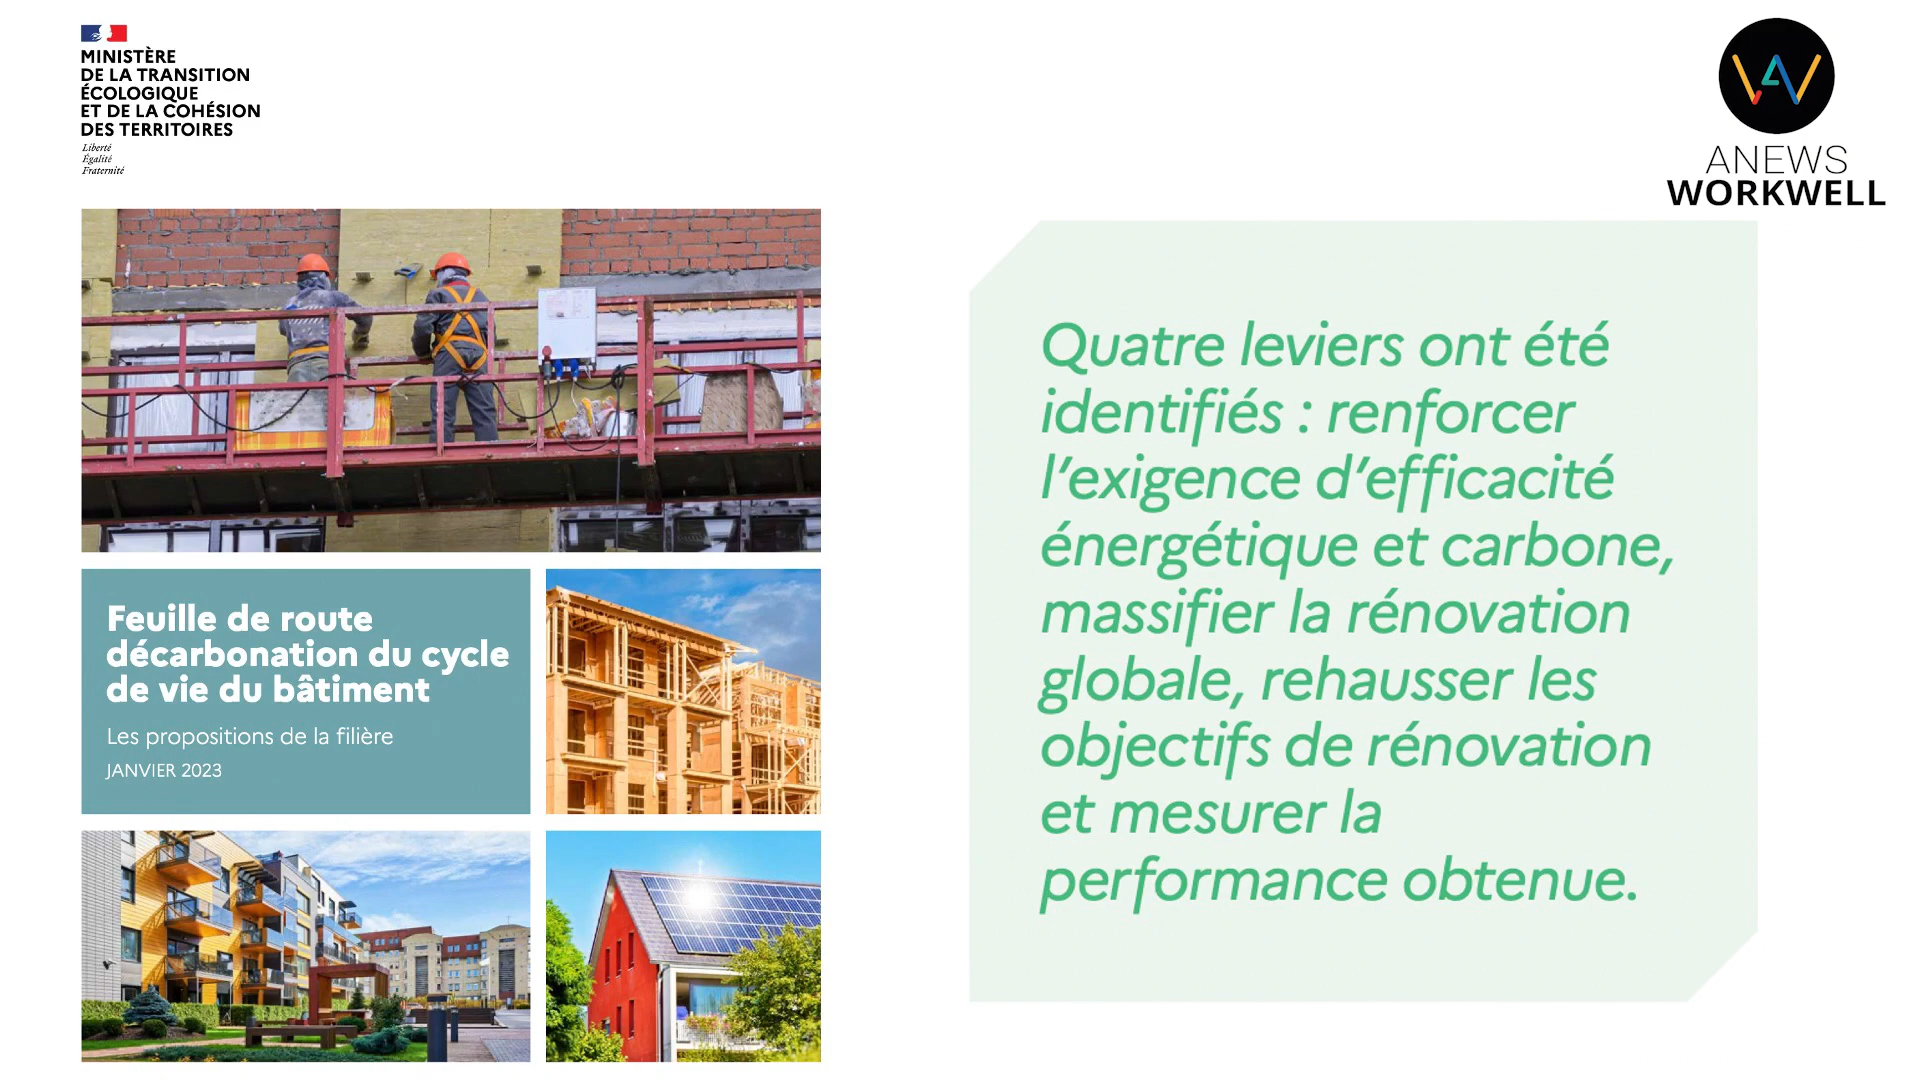 MINISTÈRE
DE LA TRANSITION
ÉCOLOGIQUE
ET DE LA COHÉSION
DES TERRITOIRES
Liberté
Égalité
Fraternité
ANEWS
WORKWELL
Feuille de route
décarbonation du cycle
de vie du bâtiment
Les propositions de la filière
JANVIER 2023
Quatre leviers ont été
identifiés : renforcer
l’exigence d’efficacité
énergétique et carbone,
massifier la rénovation
globale, rehausser les
objectifs de rénovation
et mesurer la
performance obtenue.